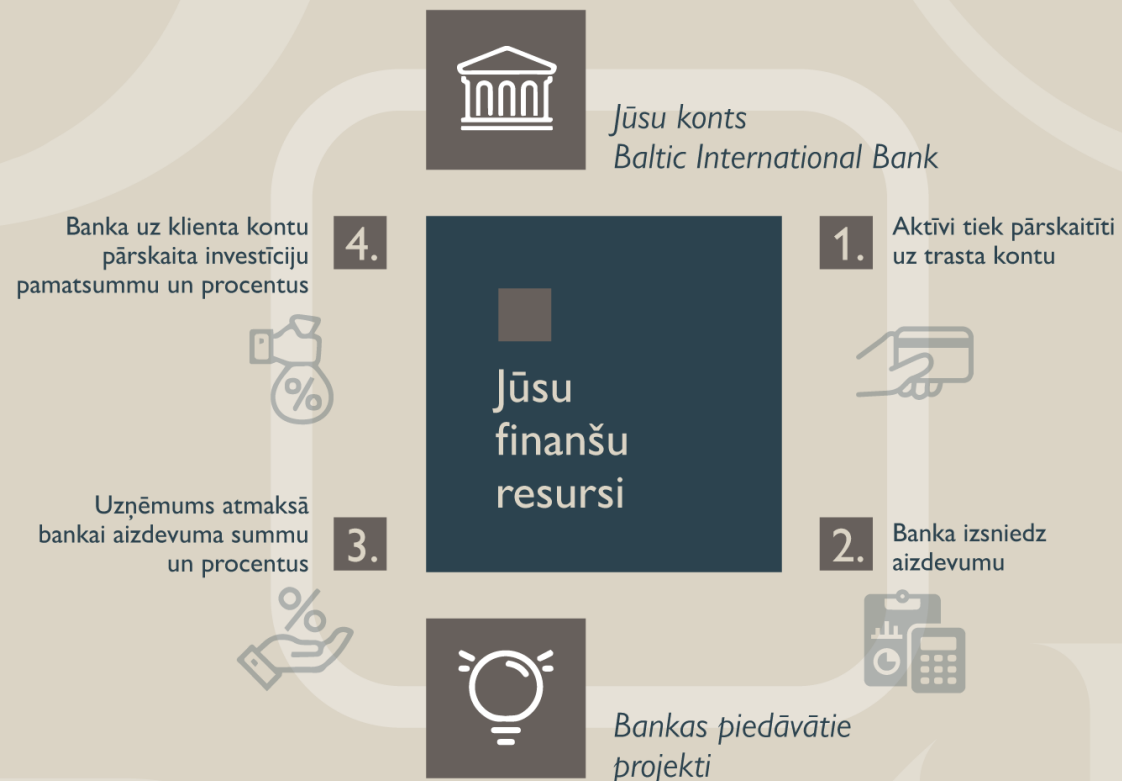 Jūsu konts
Baltic International Bank
1.
Aktīvi tiek pārskaitīti
uz trasta kontu
2.
Banka izsniedz
aizdevumu
Bankas piedāvātie
projekti
3.
Uzņēmums atmaksā
bankai aizdevuma summu
un procentus
4.
Banka uz klienta kontu
pārskaita investīciju
pamatsummu un procentus
Jūsu
finanšu
resursi